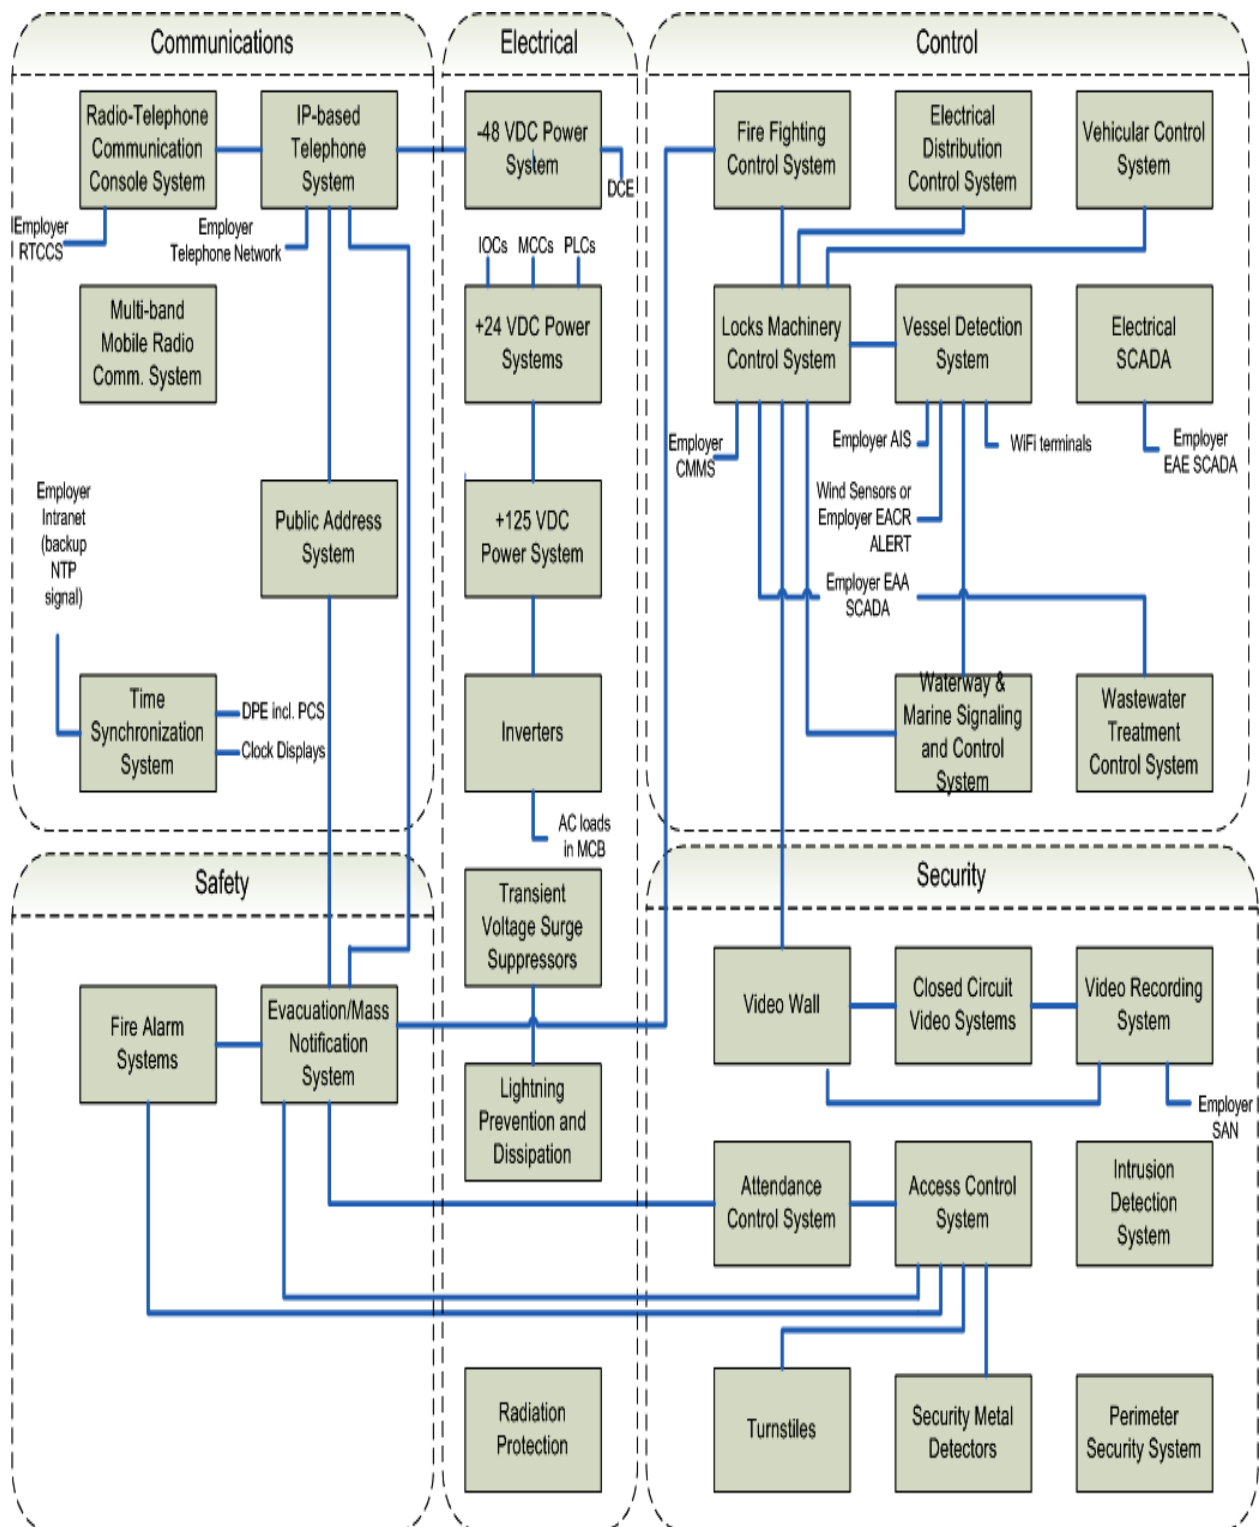 Communications
Radio-Telephone
Communication
Console System
IP-based
Telephone
System
Employer
RTCCS
Employer
Telephone Network
Multi-band
Mobile Radio
Comm. System
Employer
Intranet
(backup
NTP
signal)
Public Address
System
Time
Synchronization
System
DPE incl. PCS
Clock Displays
Electrical
-48 VDC Power
System
DCE
IOCs
MCCs
PLCs
+24 VDC Power
Systems
+125 VDC
Power System
Inverters
AC loads
in MCB
Transient
Voltage Surge
Suppressors
Lightning
Prevention and
Dissipation
Radiation
Protection
Control
Fire Fighting
Control System
Electrical
Distribution
Control System
Vehicular Control
System
Locks Machinery
Control System
Vessel Detection
System
Electrical
SCADA
Employer
CMMS
Employer AIS
WiFi terminals
Employer
EAE SCADA
Wind Sensors or
Employer EACR
ALERT
Employer EAA
SCADA
Waterway &
Marine Signaling
and Control
System
Wastewater
Treatment
Control System
Safety
Fire Alarm
Systems
Evacuation/Mass
Notification
System
Security
Video Wall
Closed Circuit
Video Systems
Video Recording
System
Employer
SAN
Attendance
Control System
Access Control
System
Intrusion
Detection
System
Turnstiles
Security Metal
Detectors
Perimeter
Security System